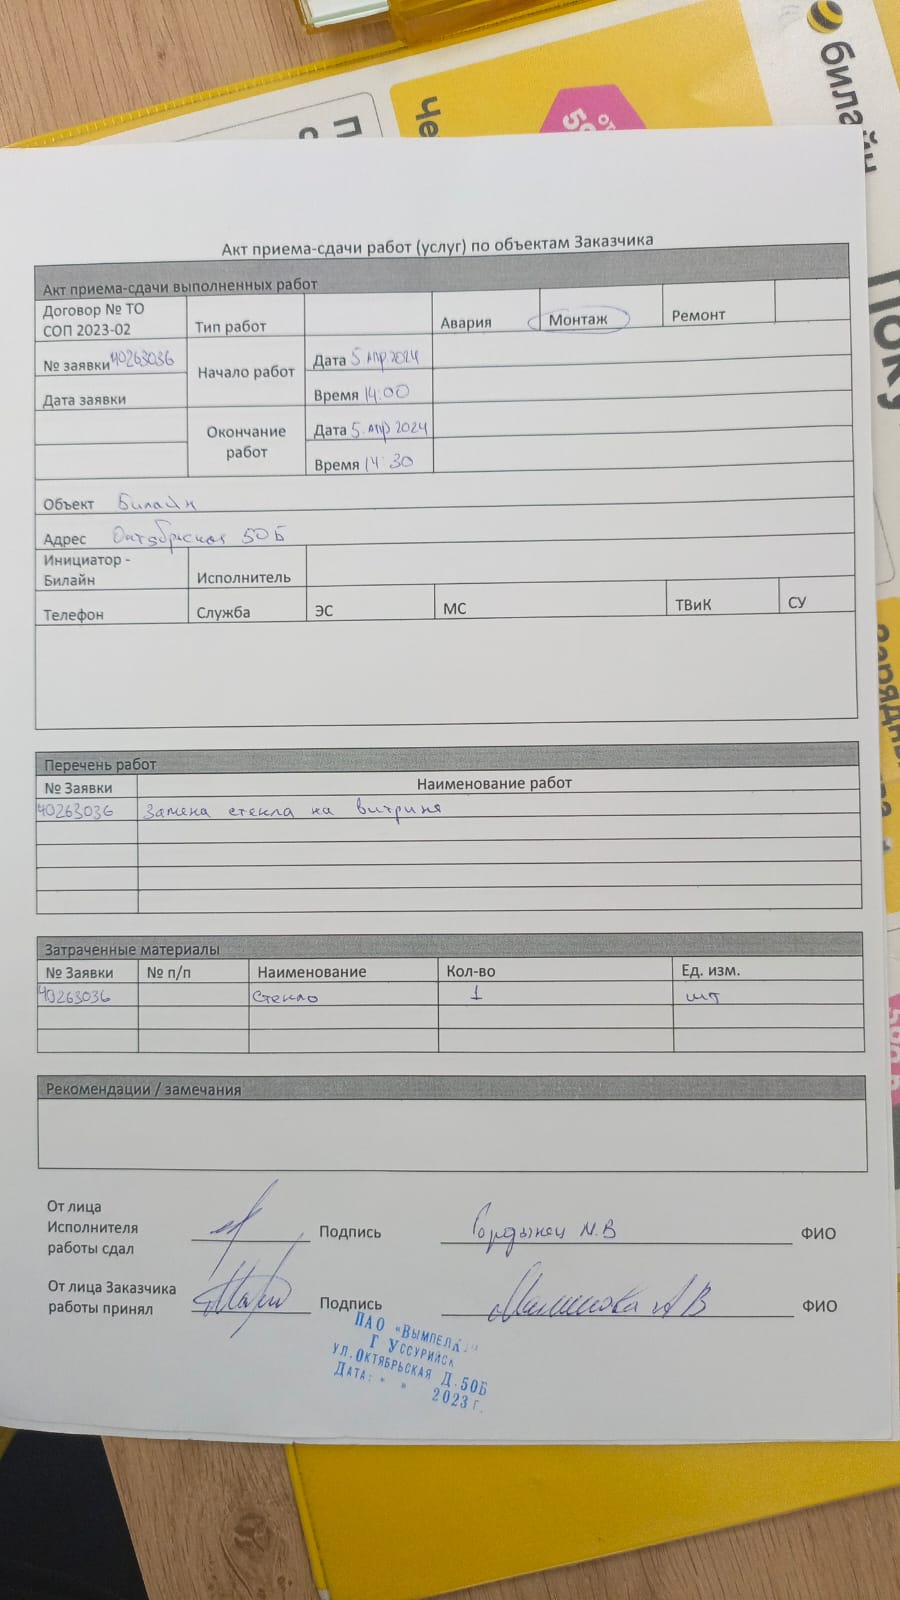 билайн
Че
от
П
с
Поку
Акт приема-сдачи работ (услуг) по объектам Заказчика
Акт приема-сдачи выполненных работ
Договор № ТО СОП 2023-02 Тип работ Авария Монтаж Ремонт
№ заявки 40263036 Начало работ Дата 5 апр 2024
Дата заявки Время 14:00
Окончание работ Дата 5. апр 2024
Время 14:30
Объект Билайн
Адрес Октябрьская 50Б
Инициатор - Билайн Исполнитель
Телефон Служба ЭС МС ТВиК СУ
Перечень работ
№ Заявки Наименование работ
40263036 Замена стекла на витрине
Затраченные материалы
№ Заявки № п/п Наименование Кол-во Ед. изм.
40263036 Стекло 1 шт
Рекомендации / замечания
От лица
Исполнителя
работы сдал Подпись М.В ФИО
От лица Заказчика
работы принял Подпись А В ФИО
ПАО «Вымпел
г Уссурийск
ул.Октябрьская д.50Б
Дата: « » 2023 г.